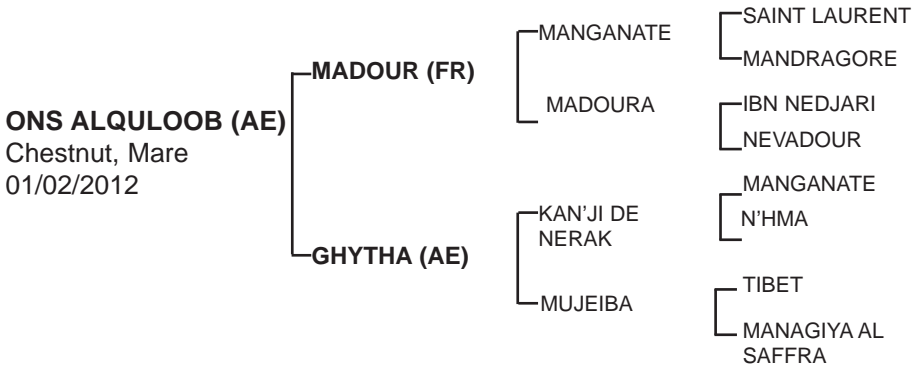 ONS ALQULOOB (AE)
Chestnut, Mare
01/02/2012
MADOUR (FR)
GHYTHA (AE)
MANGANATE
MADOURA
KAN'JI DE
NERAK
MUJEIBA
SAINT LAURENT
MANDRAGORE
IBN NEDJARI
NEVADOUR
MANGANATE
N'HMA
TIBET
MANAGIYA AL
SAFFRA